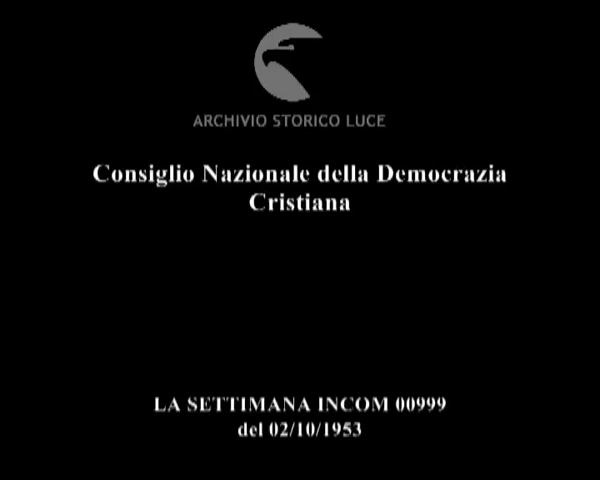 ARCHIVIO STORICO LUCE
Consiglio Nazionale della Democrazia
Cristiana
LA SETTIMANA INCOM 00999
del 02/10/1953